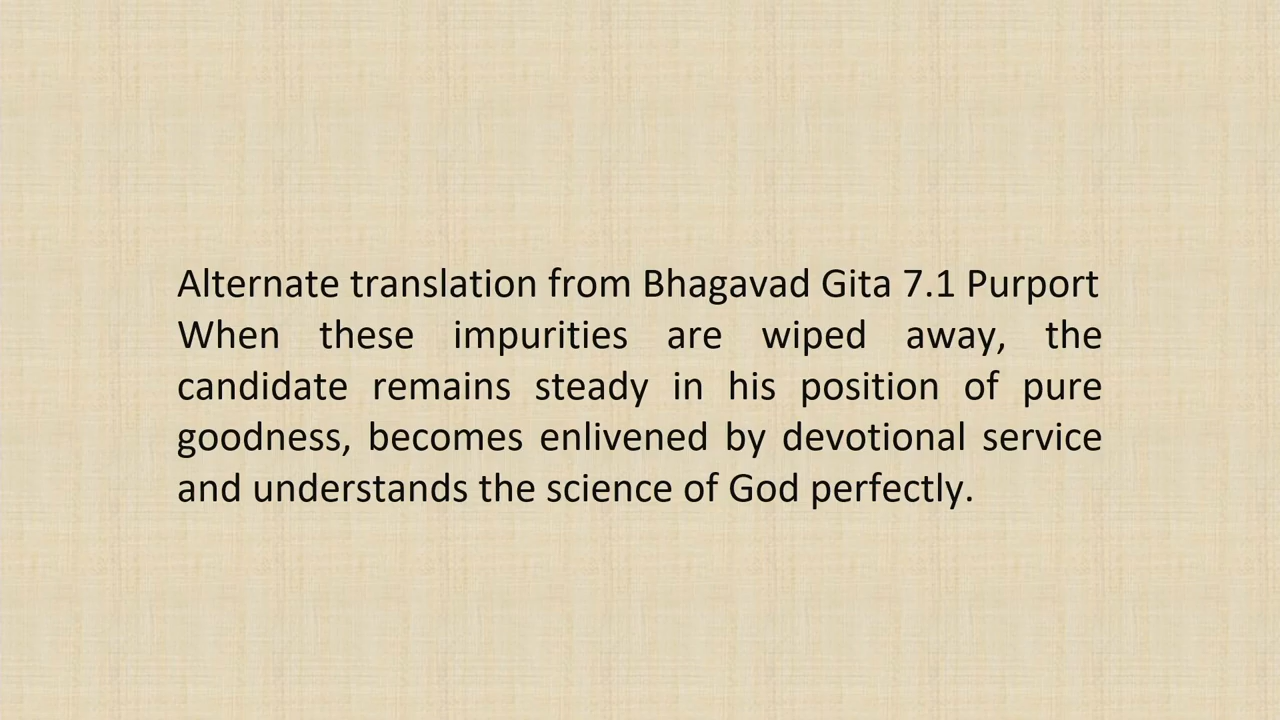 Alternate translation from Bhagavad Gita 7.1 Purport
When these impurities are wiped away, the
candidate remains steady in his position of pure
goodness, becomes enlivened by devotional service
and understands the science of God perfectly.